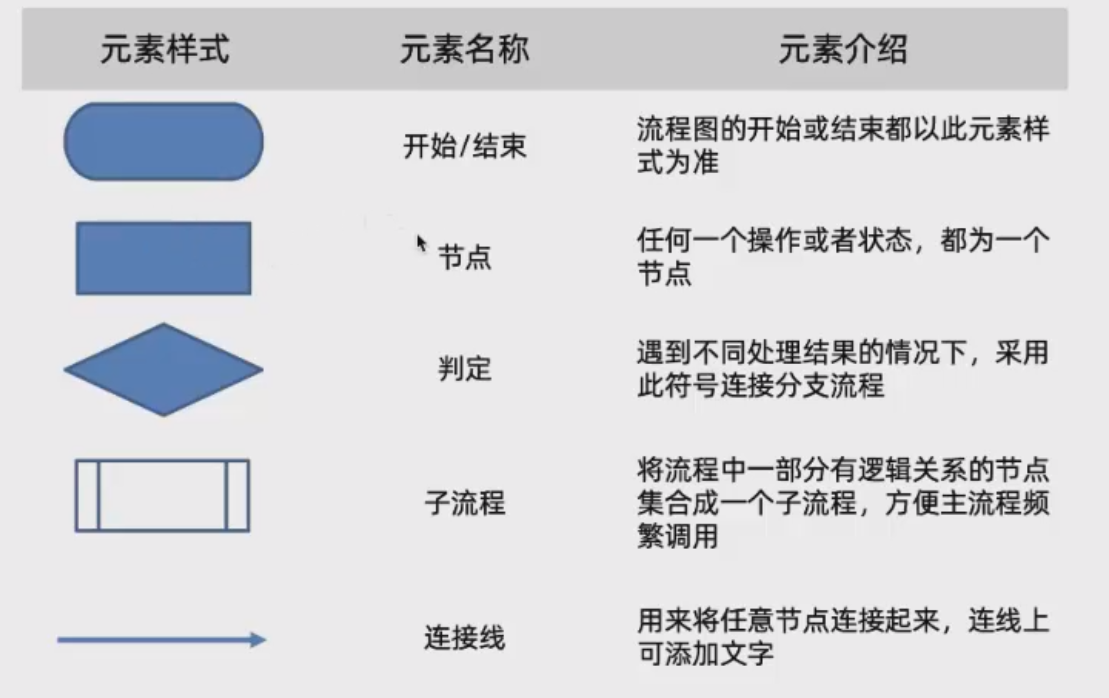 元素样式 元素名称 元素介绍
开始/结束
流程图的开始或结束都以此元素样
式为准
节点
任何一个操作或者状态，都为一个
节点
判定
遇到不同处理结果的情况下，采用
此符号连接分支流程
子流程
将流程中一部分有逻辑关系的节点
集合成一个子流程，方便主流程频
繁调用
连接线
用来将任意节点连接起来，连线上
可添加文字